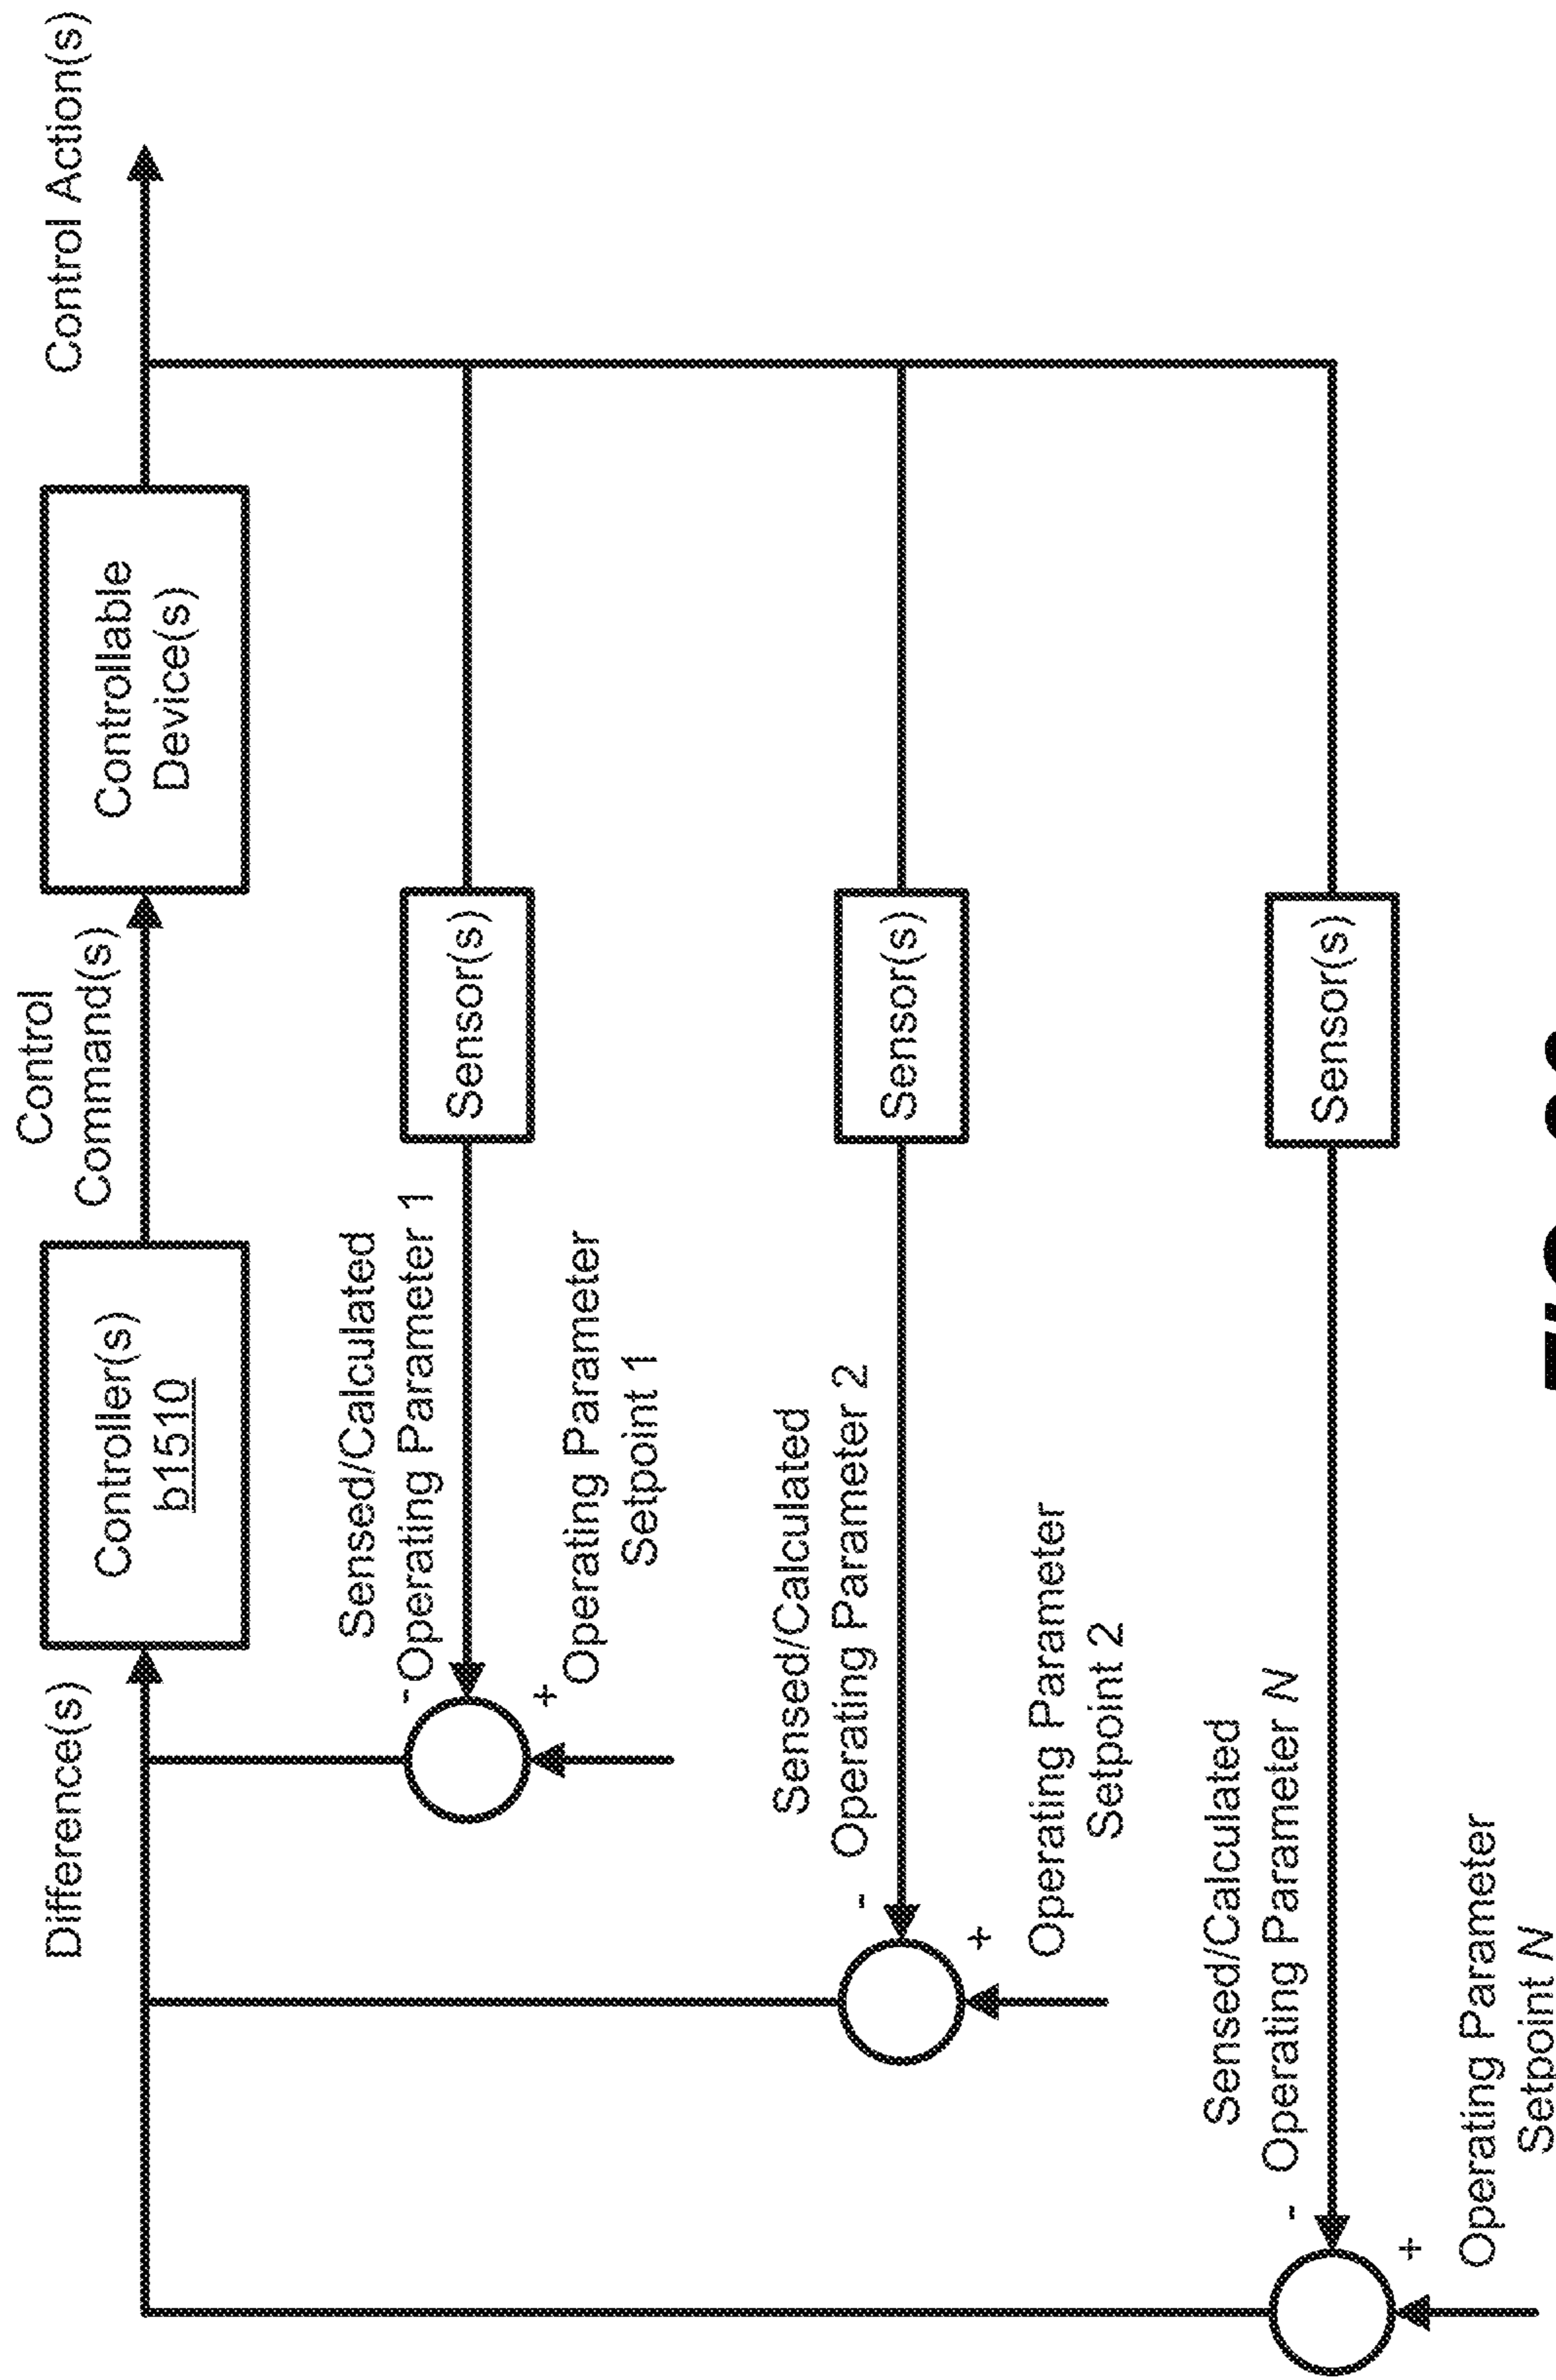 Difference(s)
Controller(s)
b1510
Control
Command(s)
Controllable
Device(s)
Control Action(s)
Sensed/Calculated
-Operating Parameter 1
Sensor(s)
+
Operating Parameter
Setpoint 1
Sensed/Calculated
- Operating Parameter 2
Sensor(s)
+
Operating Parameter
Setpoint 2
Sensed/Calculated
- Operating Parameter N
Sensor(s)
+
Operating Parameter
Setpoint N